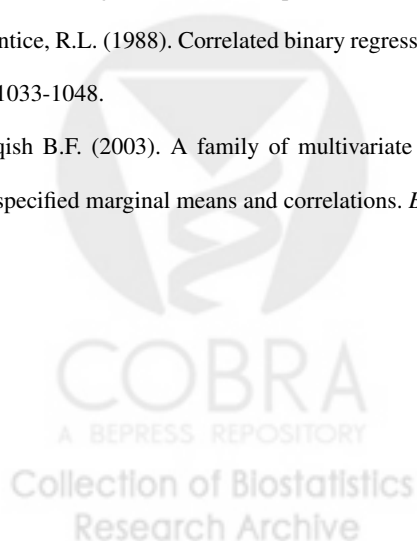 ntice, R.L. (1988). Correlated binary regress
1033-1048.
qish B.F. (2003). A family of multivariate
specified marginal means and correlations.
COBRA
A BEPRESS REPOSITORY
Collection of Biostatistics
Research Archive